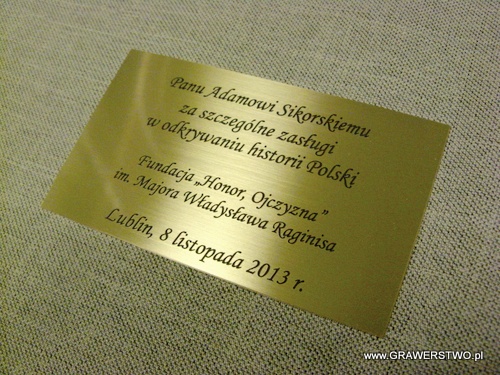 Panu Adamowi Sikorskiemu
za szczególne zasługi
w odkrywaniu historii Polski
Fundacja „Honor, Ojczyzna”
im. Majora Władysława Raginisa
Lublin, 8 listopada 2013 r.
www.GRAWERSTWO.pl